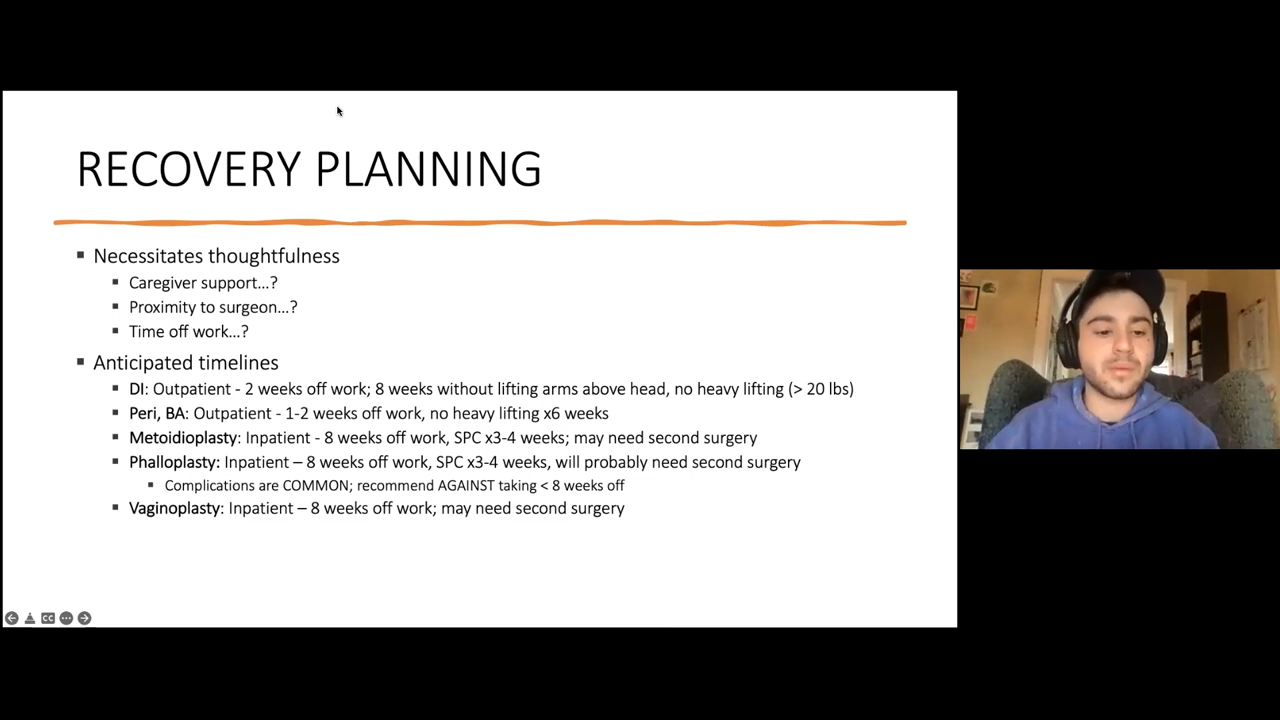 RECOVERY PLANNING
Necessitates thoughtfulness
Caregiver support...?
Proximity to surgeon...?
Time off work...?
Anticipated timelines
DI: Outpatient - 2 weeks off work; 8 weeks without lifting arms above head, no heavy lifting (> 20 lbs)
Peri, BA: Outpatient - 1-2 weeks off work, no heavy lifting x6 weeks
Metoidioplasty: Inpatient - 8 weeks off work, SPC x3-4 weeks; may need second surgery
Phalloplasty: Inpatient – 8 weeks off work, SPC x3-4 weeks, will probably need second surgery
Complications are COMMON; recommend AGAINST taking < 8 weeks off
Vaginoplasty: Inpatient – 8 weeks off work; may need second surgery
CC